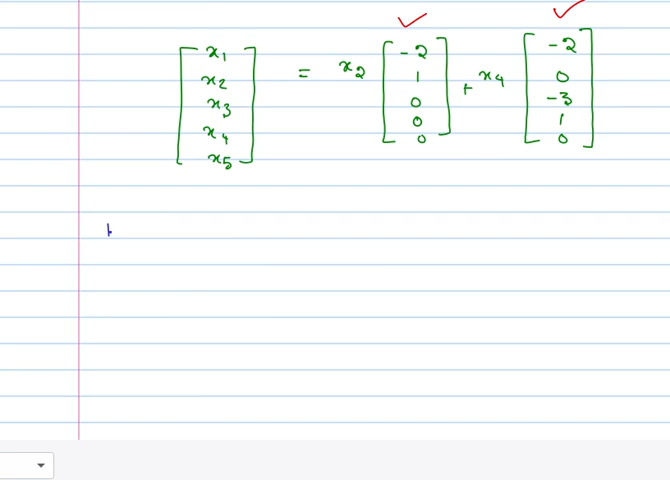 [x₁ x₂ x₃ x₄ x₅] = x₂ [-2 1 0 0 0] + x₄ [-2 0 -3 1 0]